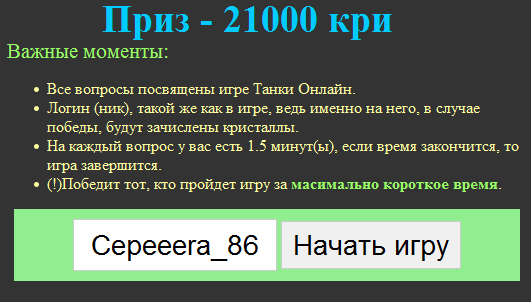 Приз - 21000 кри
Важные моменты:
Все вопросы посвящены игре Танки Онлайн.
Логин (ник), такой же как в игре, ведь именно на него, в случае
победы, будут зачислены кристаллы.
На каждый вопрос у вас есть 1.5 минут(ы), если время закончится, то
игра завершится.
(!)Победит тот, кто пройдет игру за масимально короткое время.
Cepeeera_86 Начать игру